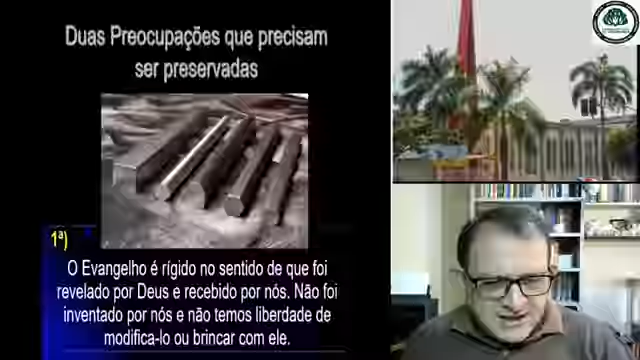 Duas Preocupações que precisam
ser preservadas
1ª)
O Evangelho é rígido no sentido de que foi
revelado por Deus e recebido por nós. Não foi
inventado por nós e não temos liberdade de
modifica-lo ou brincar com ele.